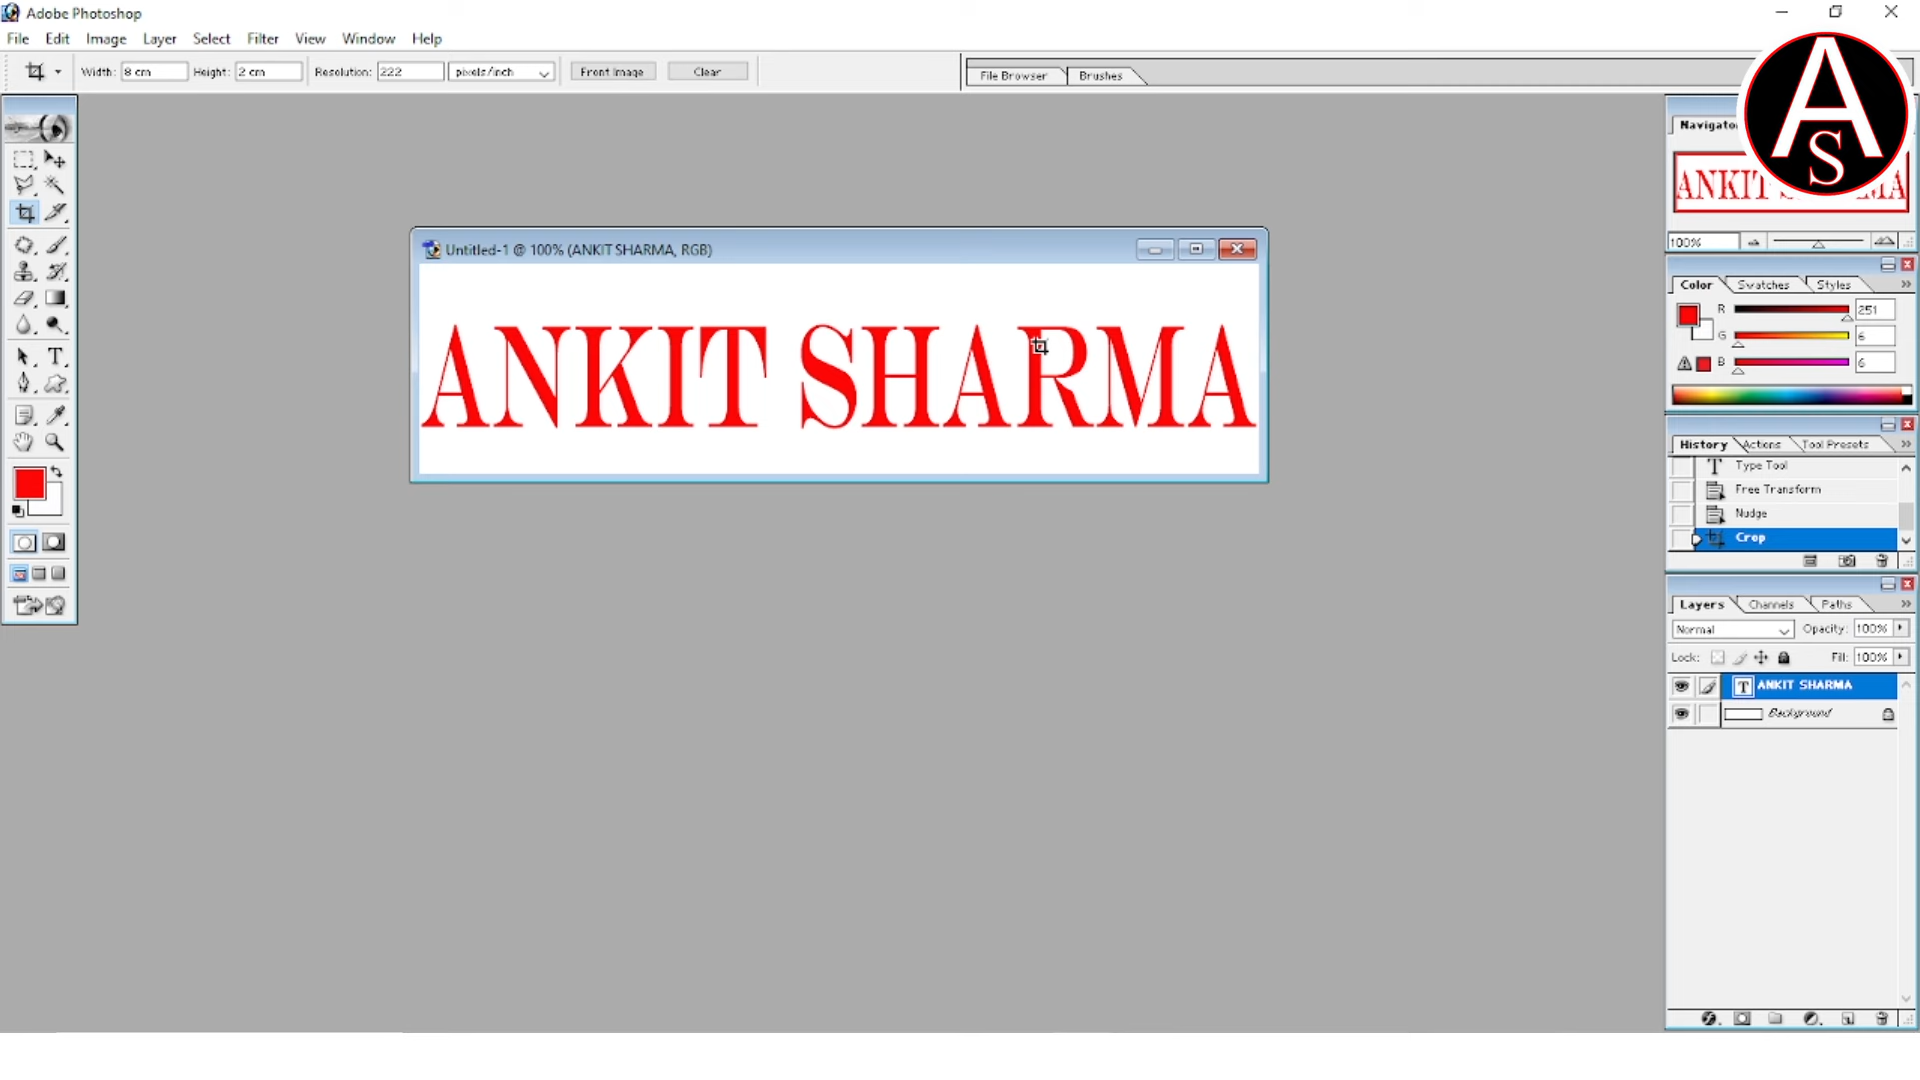 Adobe Photoshop
File Edit Image Layer Select Filter View Window Help
Width: 8 cm Height: 2 cm Resolution: 222 pixels/inch Front Image Clear
File Browser Brushes
AS
Navigator
100%
Untitled-1 @ 100% (ANKIT SHARMA, RGB)
ANKIT SHARMA
Color Swatches Styles
R 251
G 6
B 6
History Actions Tool Presets
Type Tool
Free Transform
Nudge
Crop
Layers Channels Paths
Normal Opacity: 100%
Lock: Fill: 100%
T ANKIT SHARMA
Background